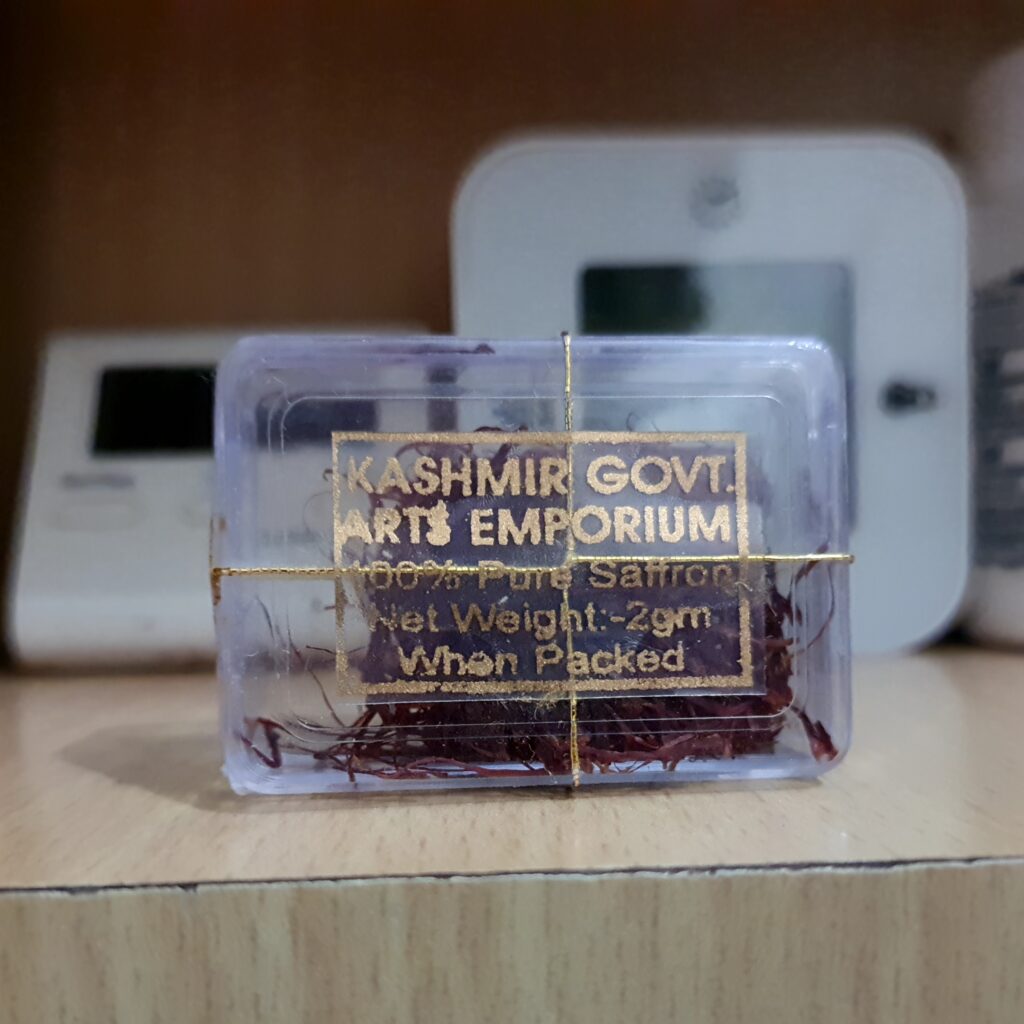 KASHMIR GOVT.
ARTS EMPORIUM
100% Pure Saffron
Net Weight:-2gm
When Packed